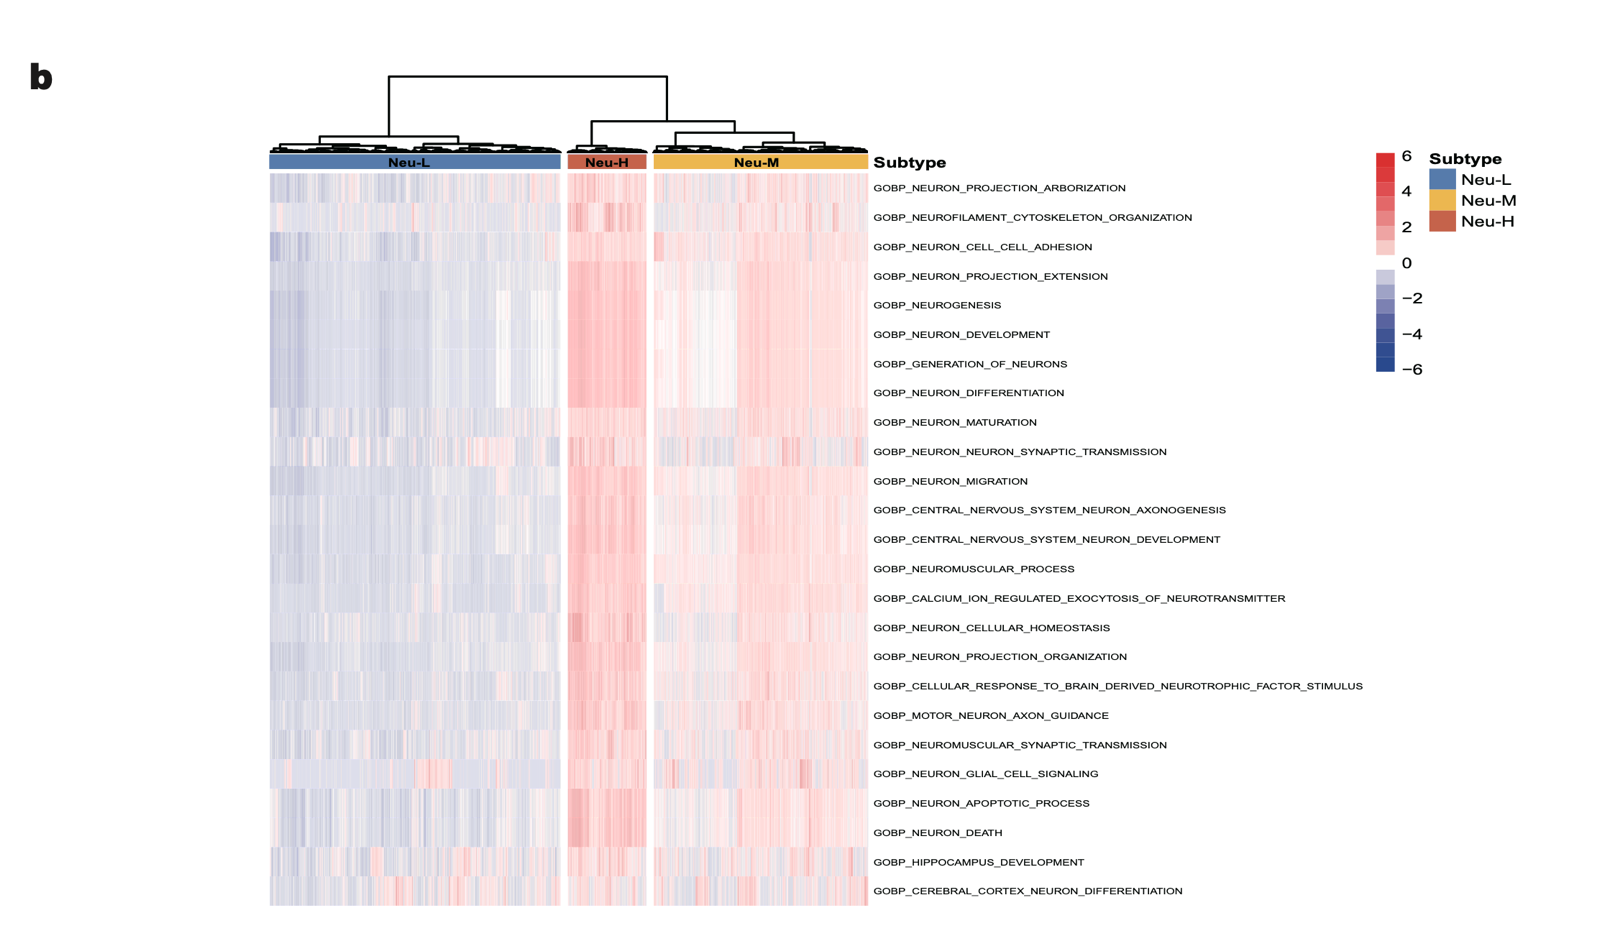 b
Neu-L Neu-H Neu-M Subtype
GOBP_NEURON_PROJECTION_ARBORIZATION
GOBP_NEUROFILAMENT_CYTOSKELETON_ORGANIZATION
GOBP_NEURON_CELL_CELL_ADHESION
GOBP_NEURON_PROJECTION_EXTENSION
GOBP_NEUROGENESIS
GOBP_NEURON_DEVELOPMENT
GOBP_GENERATION_OF_NEURONS
GOBP_NEURON_DIFFERENTIATION
GOBP_NEURON_MATURATION
GOBP_NEURON_NEURON_SYNAPTIC_TRANSMISSION
GOBP_NEURON_MIGRATION
GOBP_CENTRAL_NERVOUS_SYSTEM_NEURON_AXONOGENESIS
GOBP_CENTRAL_NERVOUS_SYSTEM_NEURON_DEVELOPMENT
GOBP_NEUROMUSCULAR_PROCESS
GOBP_CALCIUM_ION_REGULATED_EXOCYTOSIS_OF_NEUROTRANSMITTER
GOBP_NEURON_CELLULAR_HOMEOSTASIS
GOBP_NEURON_PROJECTION_ORGANIZATION
GOBP_CELLULAR_RESPONSE_TO_BRAIN_DERIVED_NEUROTROPHIC_FACTOR_STIMULUS
GOBP_MOTOR_NEURON_AXON_GUIDANCE
GOBP_NEUROMUSCULAR_SYNAPTIC_TRANSMISSION
GOBP_NEURON_GLIAL_CELL_SIGNALING
GOBP_NEURON_APOPTOTIC_PROCESS
GOBP_NEURON_DEATH
GOBP_HIPPOCAMPUS_DEVELOPMENT
GOBP_CEREBRAL_CORTEX_NEURON_DIFFERENTIATION
6
4
2
0
−2
−4
−6
Subtype
Neu-L
Neu-M
Neu-H